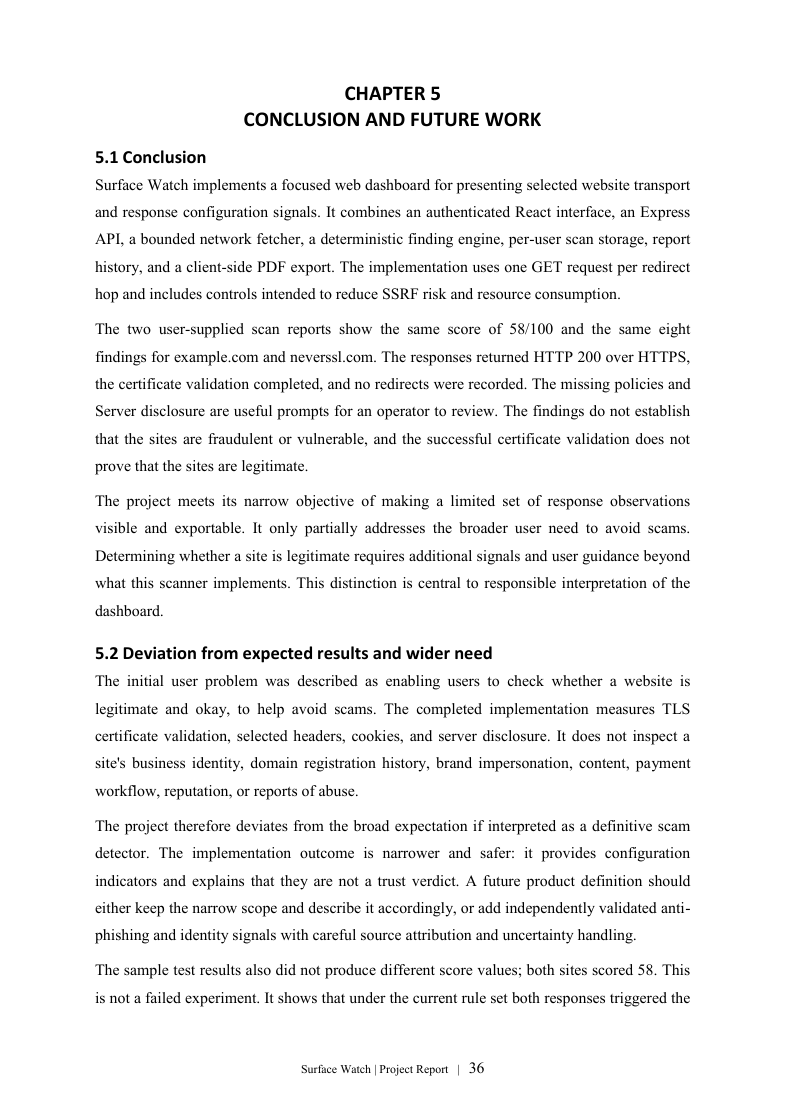 CHAPTER 5
CONCLUSION AND FUTURE WORK
5.1 Conclusion
Surface Watch implements a focused web dashboard for presenting selected website transport
and response configuration signals. It combines an authenticated React interface, an Express
API, a bounded network fetcher, a deterministic finding engine, per-user scan storage, report
history, and a client-side PDF export. The implementation uses one GET request per redirect
hop and includes controls intended to reduce SSRF risk and resource consumption.
The two user-supplied scan reports show the same score of 58/100 and the same eight
findings for example.com and neverssl.com. The responses returned HTTP 200 over HTTPS,
the certificate validation completed, and no redirects were recorded. The missing policies and
Server disclosure are useful prompts for an operator to review. The findings do not establish
that the sites are fraudulent or vulnerable, and the successful certificate validation does not
prove that the sites are legitimate.
The project meets its narrow objective of making a limited set of response observations
visible and exportable. It only partially addresses the broader user need to avoid scams.
Determining whether a site is legitimate requires additional signals and user guidance beyond
what this scanner implements. This distinction is central to responsible interpretation of the
dashboard.
5.2 Deviation from expected results and wider need
The initial user problem was described as enabling users to check whether a website is
legitimate and okay, to help avoid scams. The completed implementation measures TLS
certificate validation, selected headers, cookies, and server disclosure. It does not inspect a
site's business identity, domain registration history, brand impersonation, content, payment
workflow, reputation, or reports of abuse.
The project therefore deviates from the broad expectation if interpreted as a definitive scam
detector. The implementation outcome is narrower and safer: it provides configuration
indicators and explains that they are not a trust verdict. A future product definition should
either keep the narrow scope and describe it accordingly, or add independently validated anti-
phishing and identity signals with careful source attribution and uncertainty handling.
The sample test results also did not produce different score values; both sites scored 58. This
is not a failed experiment. It shows that under the current rule set both responses triggered the
Surface Watch | Project Report | 36